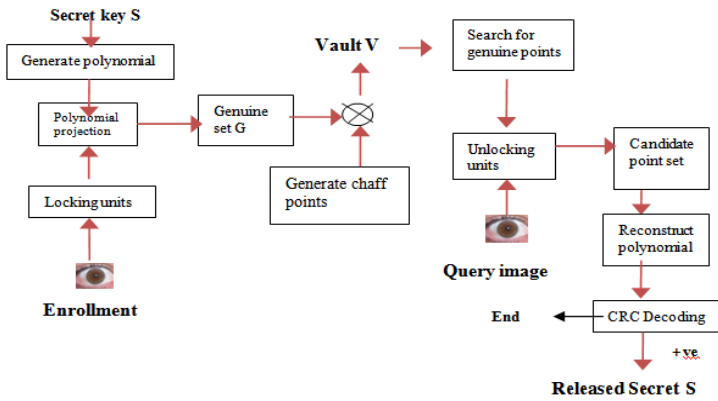 Secret key S
Generate polynomial
Polynomial
projection
Locking units
Enrollment
Genuine
set G
Vault V
Generate chaff
points
Search for
genuine points
Unlocking
units
Query image
Candidate
point set
Reconstruct
polynomial
CRC Decoding
End
+ve
Released Secret S